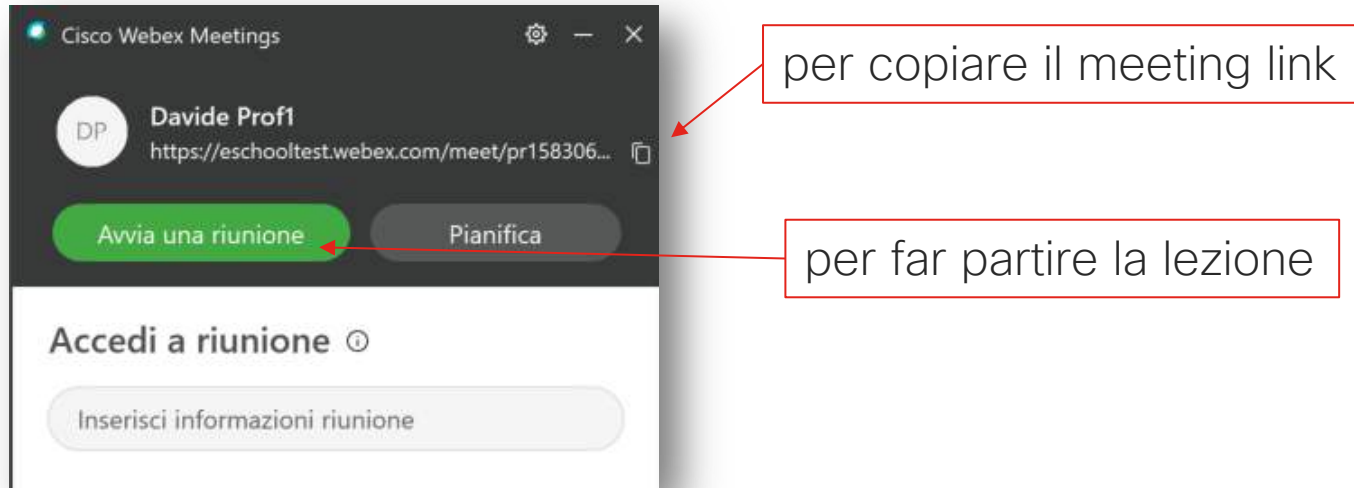 Cisco Webex Meetings
per copiare il meeting link
DP
Davide Prof1
https://eschooltest.webex.com/meet/pr158306...
Avvia una riunione
Pianifica
per far partire la lezione
Accedi a riunione
Inserisci informazioni riunione